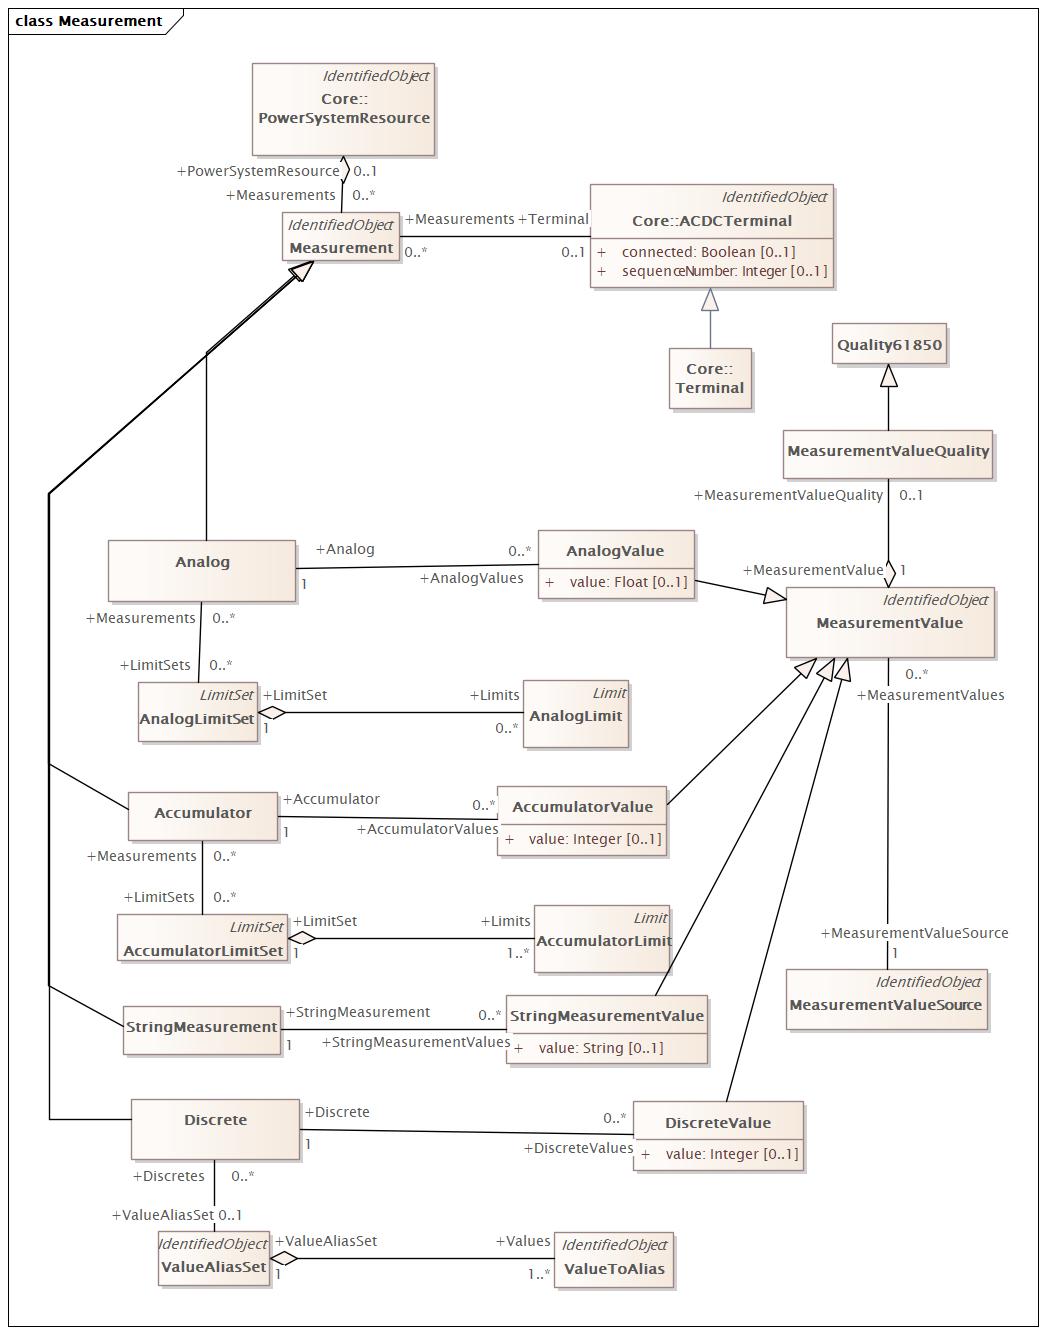 class Measurement
IdentifiedObject
Core::
PowerSystemResource
+PowerSystemResource 0..1
+Measurements 0..*
IdentifiedObject
Measurement
+Measurements +Terminal
0..* 0..1
IdentifiedObject
Core::ACDCTerminal
+ connected: Boolean [0..1]
+ sequenceNumber: Integer [0..1]
Core::
Terminal
Quality61850
MeasurementValueQuality
+MeasurementValueQuality 0..1
+MeasurementValue 1
IdentifiedObject
MeasurementValue
Analog
+Analog 0..*
1 +AnalogValues
AnalogValue
+ value: Float [0..1]
+Measurements 0..*
+LimitSets 0..*
LimitSet
AnalogLimitSet
+LimitSet +Limits
1 0..*
Limit
AnalogLimit
0..*
+MeasurementValues
Accumulator
+Accumulator 0..*
1 +AccumulatorValues
AccumulatorValue
+ value: Integer [0..1]
+Measurements 0..*
+LimitSets 0..*
LimitSet
AccumulatorLimitSet
+LimitSet +Limits
1 1..*
Limit
AccumulatorLimit
+MeasurementValueSource
1
IdentifiedObject
MeasurementValueSource
StringMeasurement
+StringMeasurement 0..*
1 +StringMeasurementValues
StringMeasurementValue
+ value: String [0..1]
Discrete
+Discrete 0..*
1 +DiscreteValues
DiscreteValue
+ value: Integer [0..1]
+Discretes 0..*
+ValueAliasSet 0..1
IdentifiedObject
ValueAliasSet
+ValueAliasSet +Values
1 1..*
IdentifiedObject
ValueToAlias